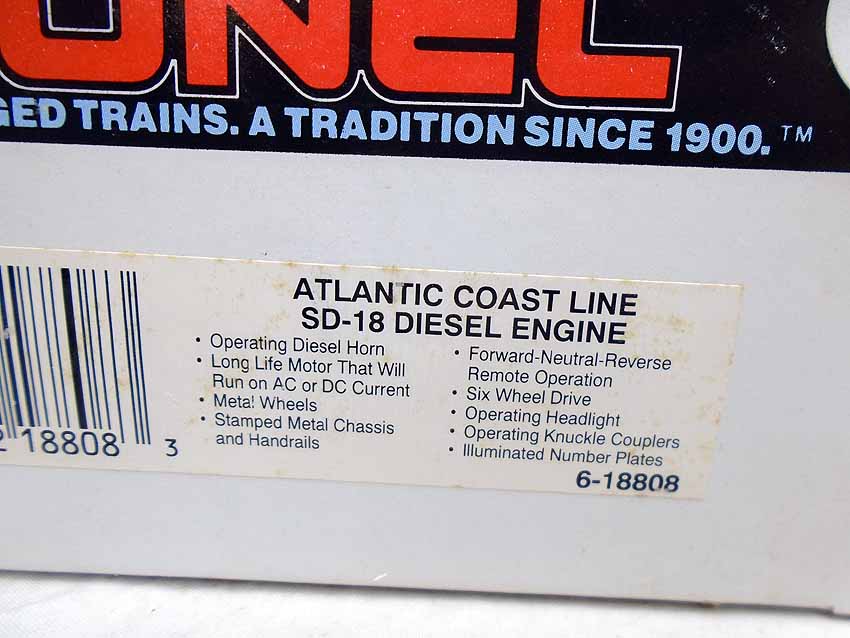 ONEL
GED TRAINS. A TRADITION SINCE 1900.™
ATLANTIC COAST LINE
SD-18 DIESEL ENGINE
• Operating Diesel Horn
• Long Life Motor That Will
Run on AC or DC Current
• Metal Wheels
• Stamped Metal Chassis
and Handrails
• Forward-Neutral-Reverse
Remote Operation
• Six Wheel Drive
• Operating Headlight
• Operating Knuckle Couplers
• Illuminated Number Plates
6-18808
2 18808 3